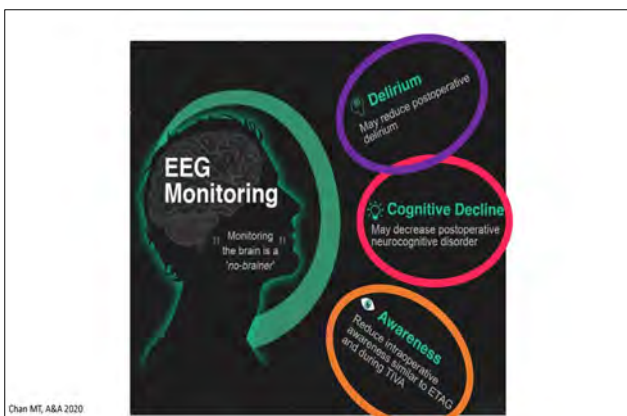 EEG
Monitoring
" Monitoring "
the brain is a
'no-brainer'
Delirium
May reduce postoperative
delirium
Cognitive Decline
May decrease postoperative
neurocognitive disorder
Awareness
Reduce intraoperative
awareness similar to ETAG
and during TIVA
Chan MT, A&A 2020